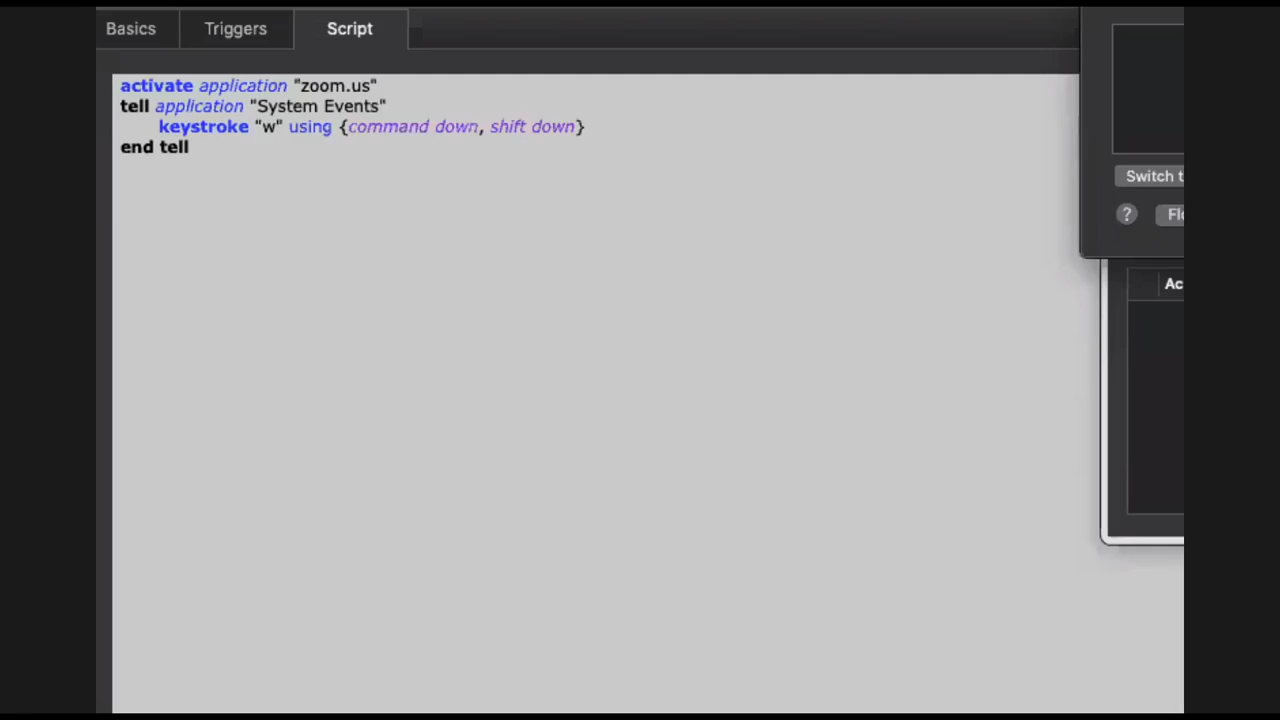 Basics Triggers Script
activate application "zoom.us"
tell application "System Events"
keystroke "w" using {command down, shift down}
end tell
Switch t
?